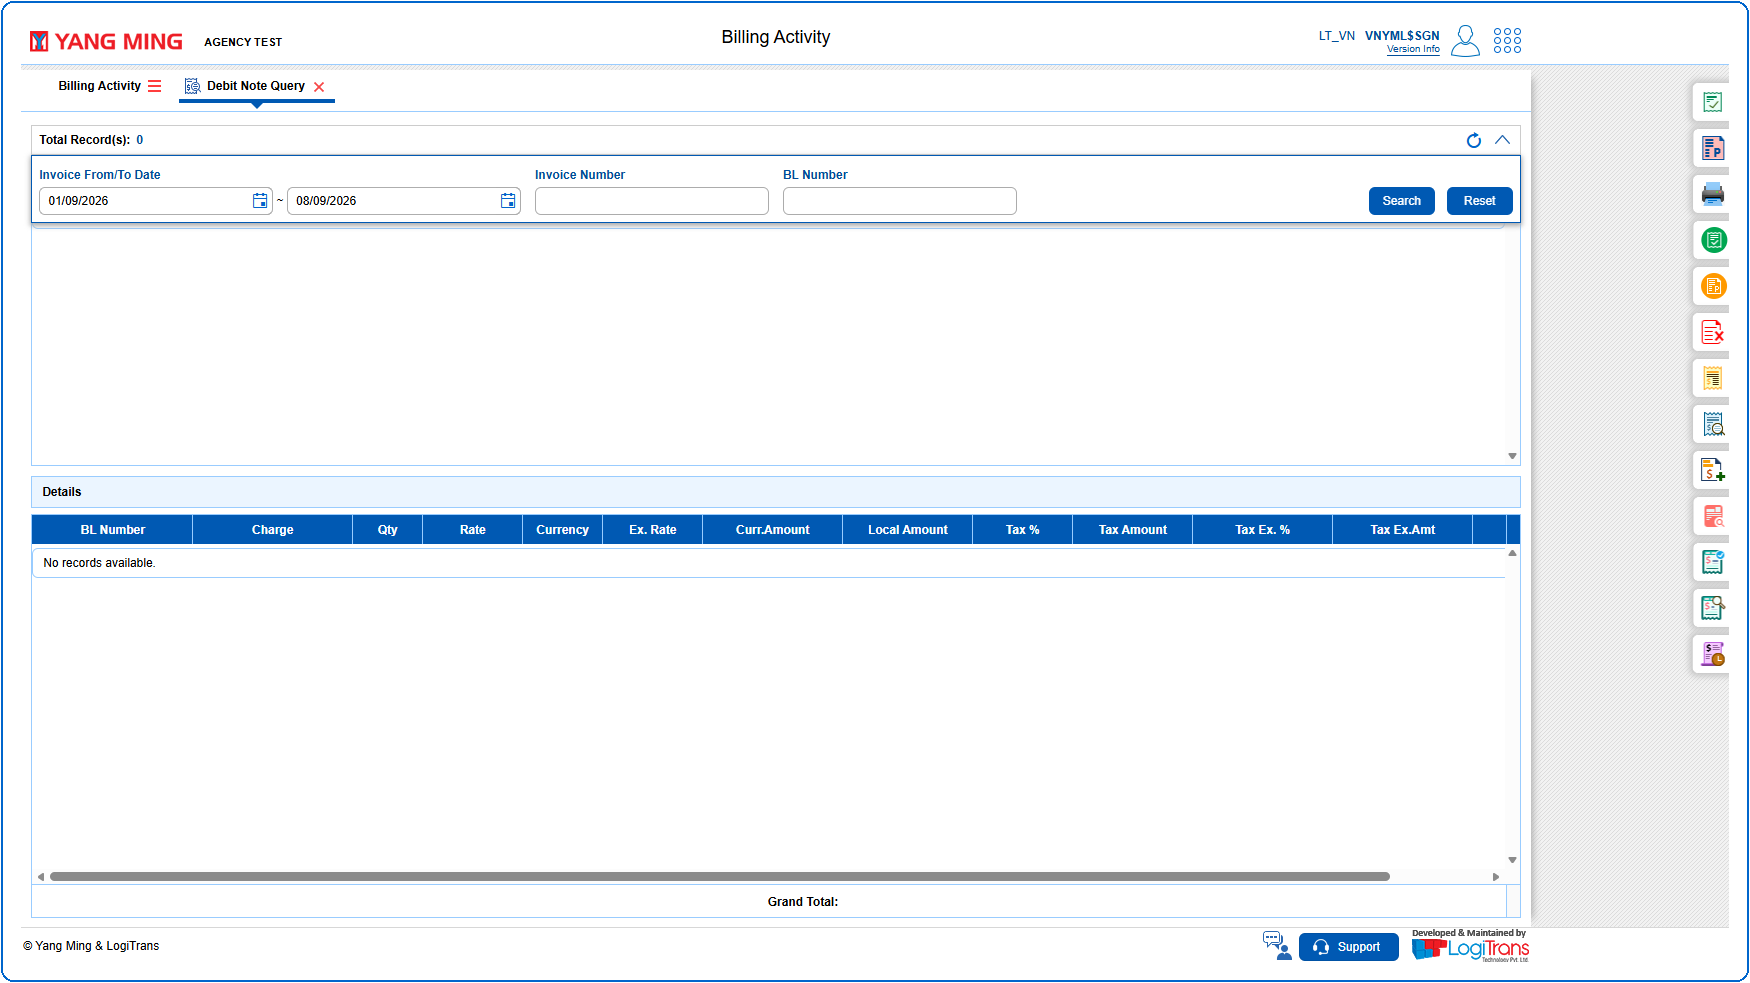 YANG MING AGENCY TEST
Billing Activity
LT_VN VNYML$SGN
Version Info
Billing Activity
Debit Note Query
Total Record(s): 0
Invoice From/To Date
Invoice Number
BL Number
01/09/2026 ~ 08/09/2026
Search
Reset
Details
BL Number Charge Qty Rate Currency Ex. Rate Curr.Amount Local Amount Tax % Tax Amount Tax Ex. % Tax Ex.Amt
No records available.
Grand Total:
© Yang Ming & LogiTrans
Support
Developed & Maintained by
LogiTrans
Technology Pvt. Ltd.